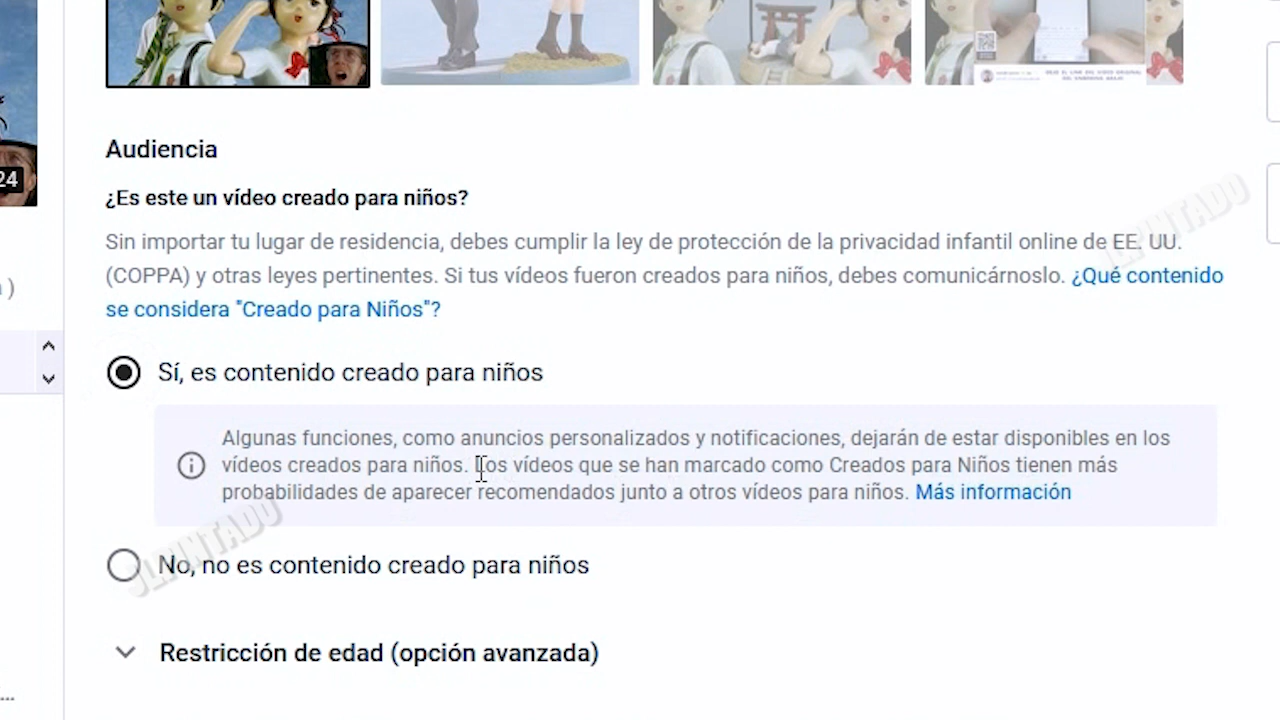 Audiencia
¿Es este un vídeo creado para niños?
Sin importar tu lugar de residencia, debes cumplir la ley de protección de la privacidad infantil online de EE. UU.
(COPPA) y otras leyes pertinentes. Si tus vídeos fueron creados para niños, debes comunicárnoslo. ¿Qué contenido
se considera "Creado para Niños"?
Sí, es contenido creado para niños
Algunas funciones, como anuncios personalizados y notificaciones, dejarán de estar disponibles en los
vídeos creados para niños. Los vídeos que se han marcado como Creados para Niños tienen más
probabilidades de aparecer recomendados junto a otros vídeos para niños. Más información
No, no es contenido creado para niños
Restricción de edad (opción avanzada)
24
)
...